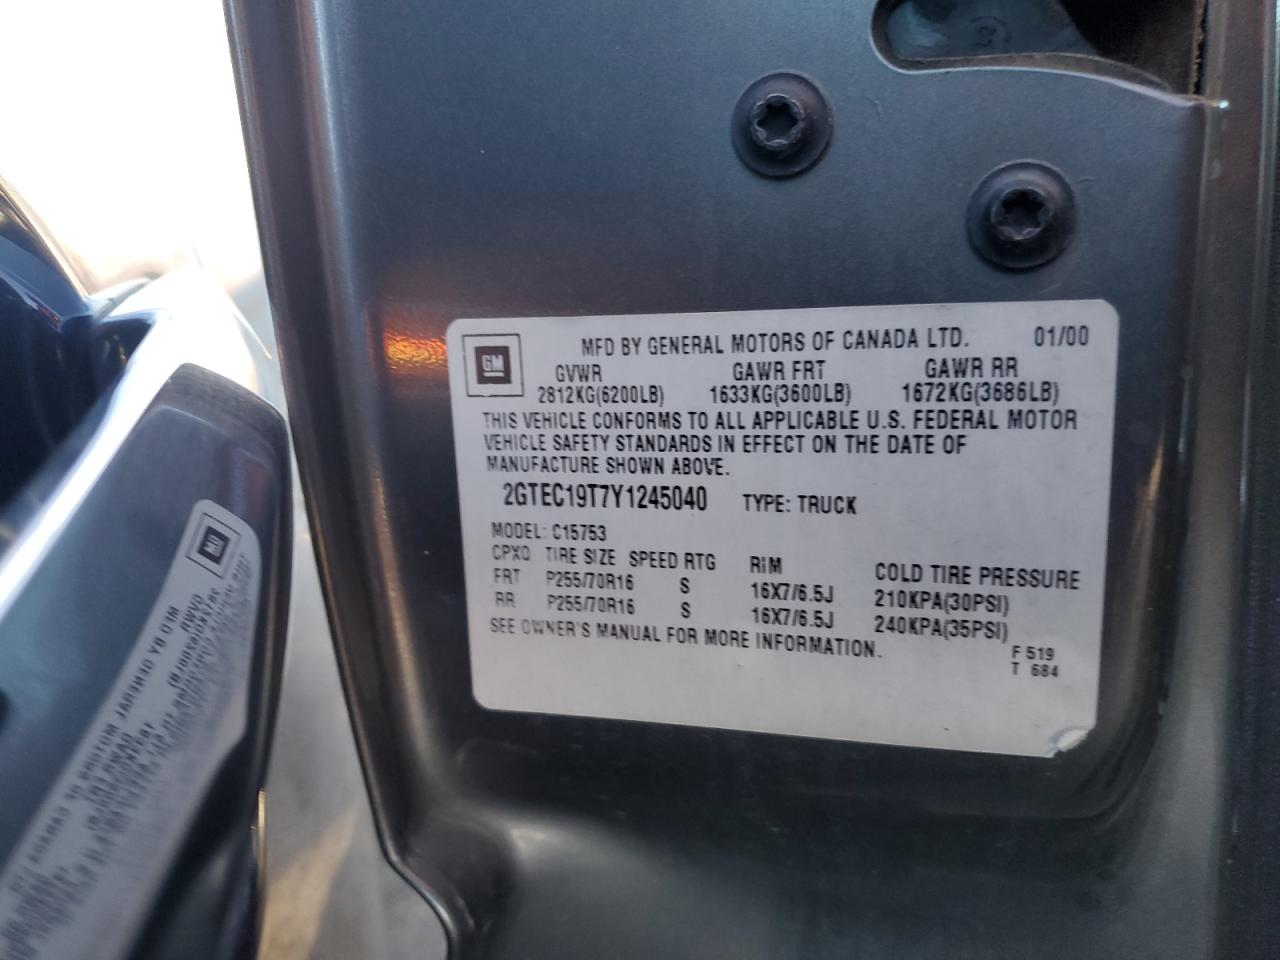 MFD BY GENERAL MOTORS OF CANADA LTD. 01/00
GM
GVWR GAWR FRT GAWR RR
2812KG(6200LB) 1633KG(3600LB) 1672KG(3686LB)
THIS VEHICLE CONFORMS TO ALL APPLICABLE U.S. FEDERAL MOTOR
VEHICLE SAFETY STANDARDS IN EFFECT ON THE DATE OF
MANUFACTURE SHOWN ABOVE.
2GTEC19T7Y1245040 TYPE: TRUCK
MODEL: C15753
CPXQ TIRE SIZE SPEED RTG RIM COLD TIRE PRESSURE
FRT P255/70R16 S 16X7/6.5J 210KPA(30PSI)
RR P255/70R16 S 16X7/6.5J 240KPA(35PSI)
SEE OWNER'S MANUAL FOR MORE INFORMATION.
F 519
T 684